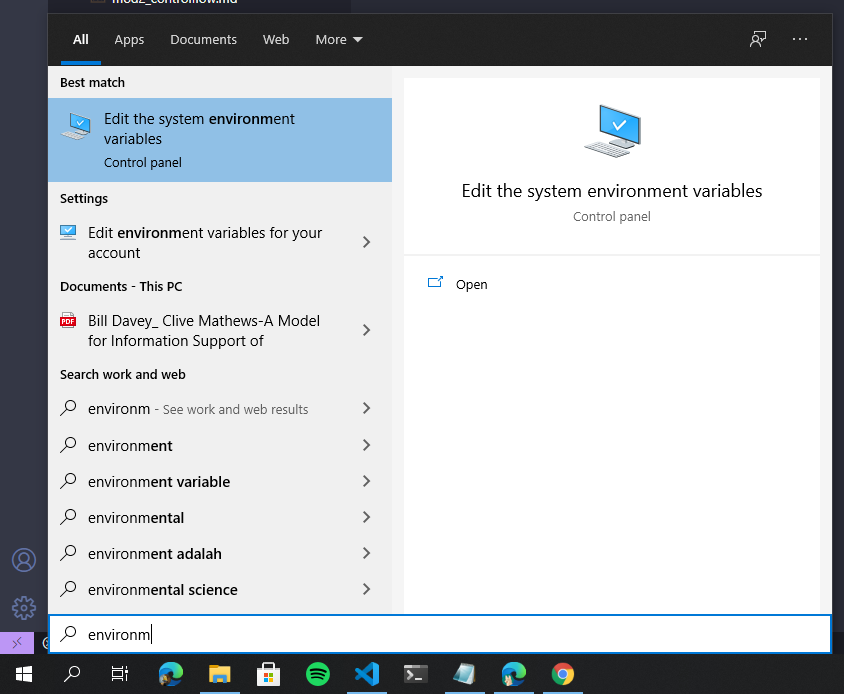 mod2_controlflow.md
All Apps Documents Web More
Best match
Edit the system environment
variables
Control panel
Settings
Edit environment variables for your
account
Documents - This PC
PDF
Bill Davey_ Clive Mathews-A Model
for Information Support of
Search work and web
environm - See work and web results
environment
environment variable
environmental
environment adalah
environmental science
environm
Edit the system environment variables
Control panel
Open